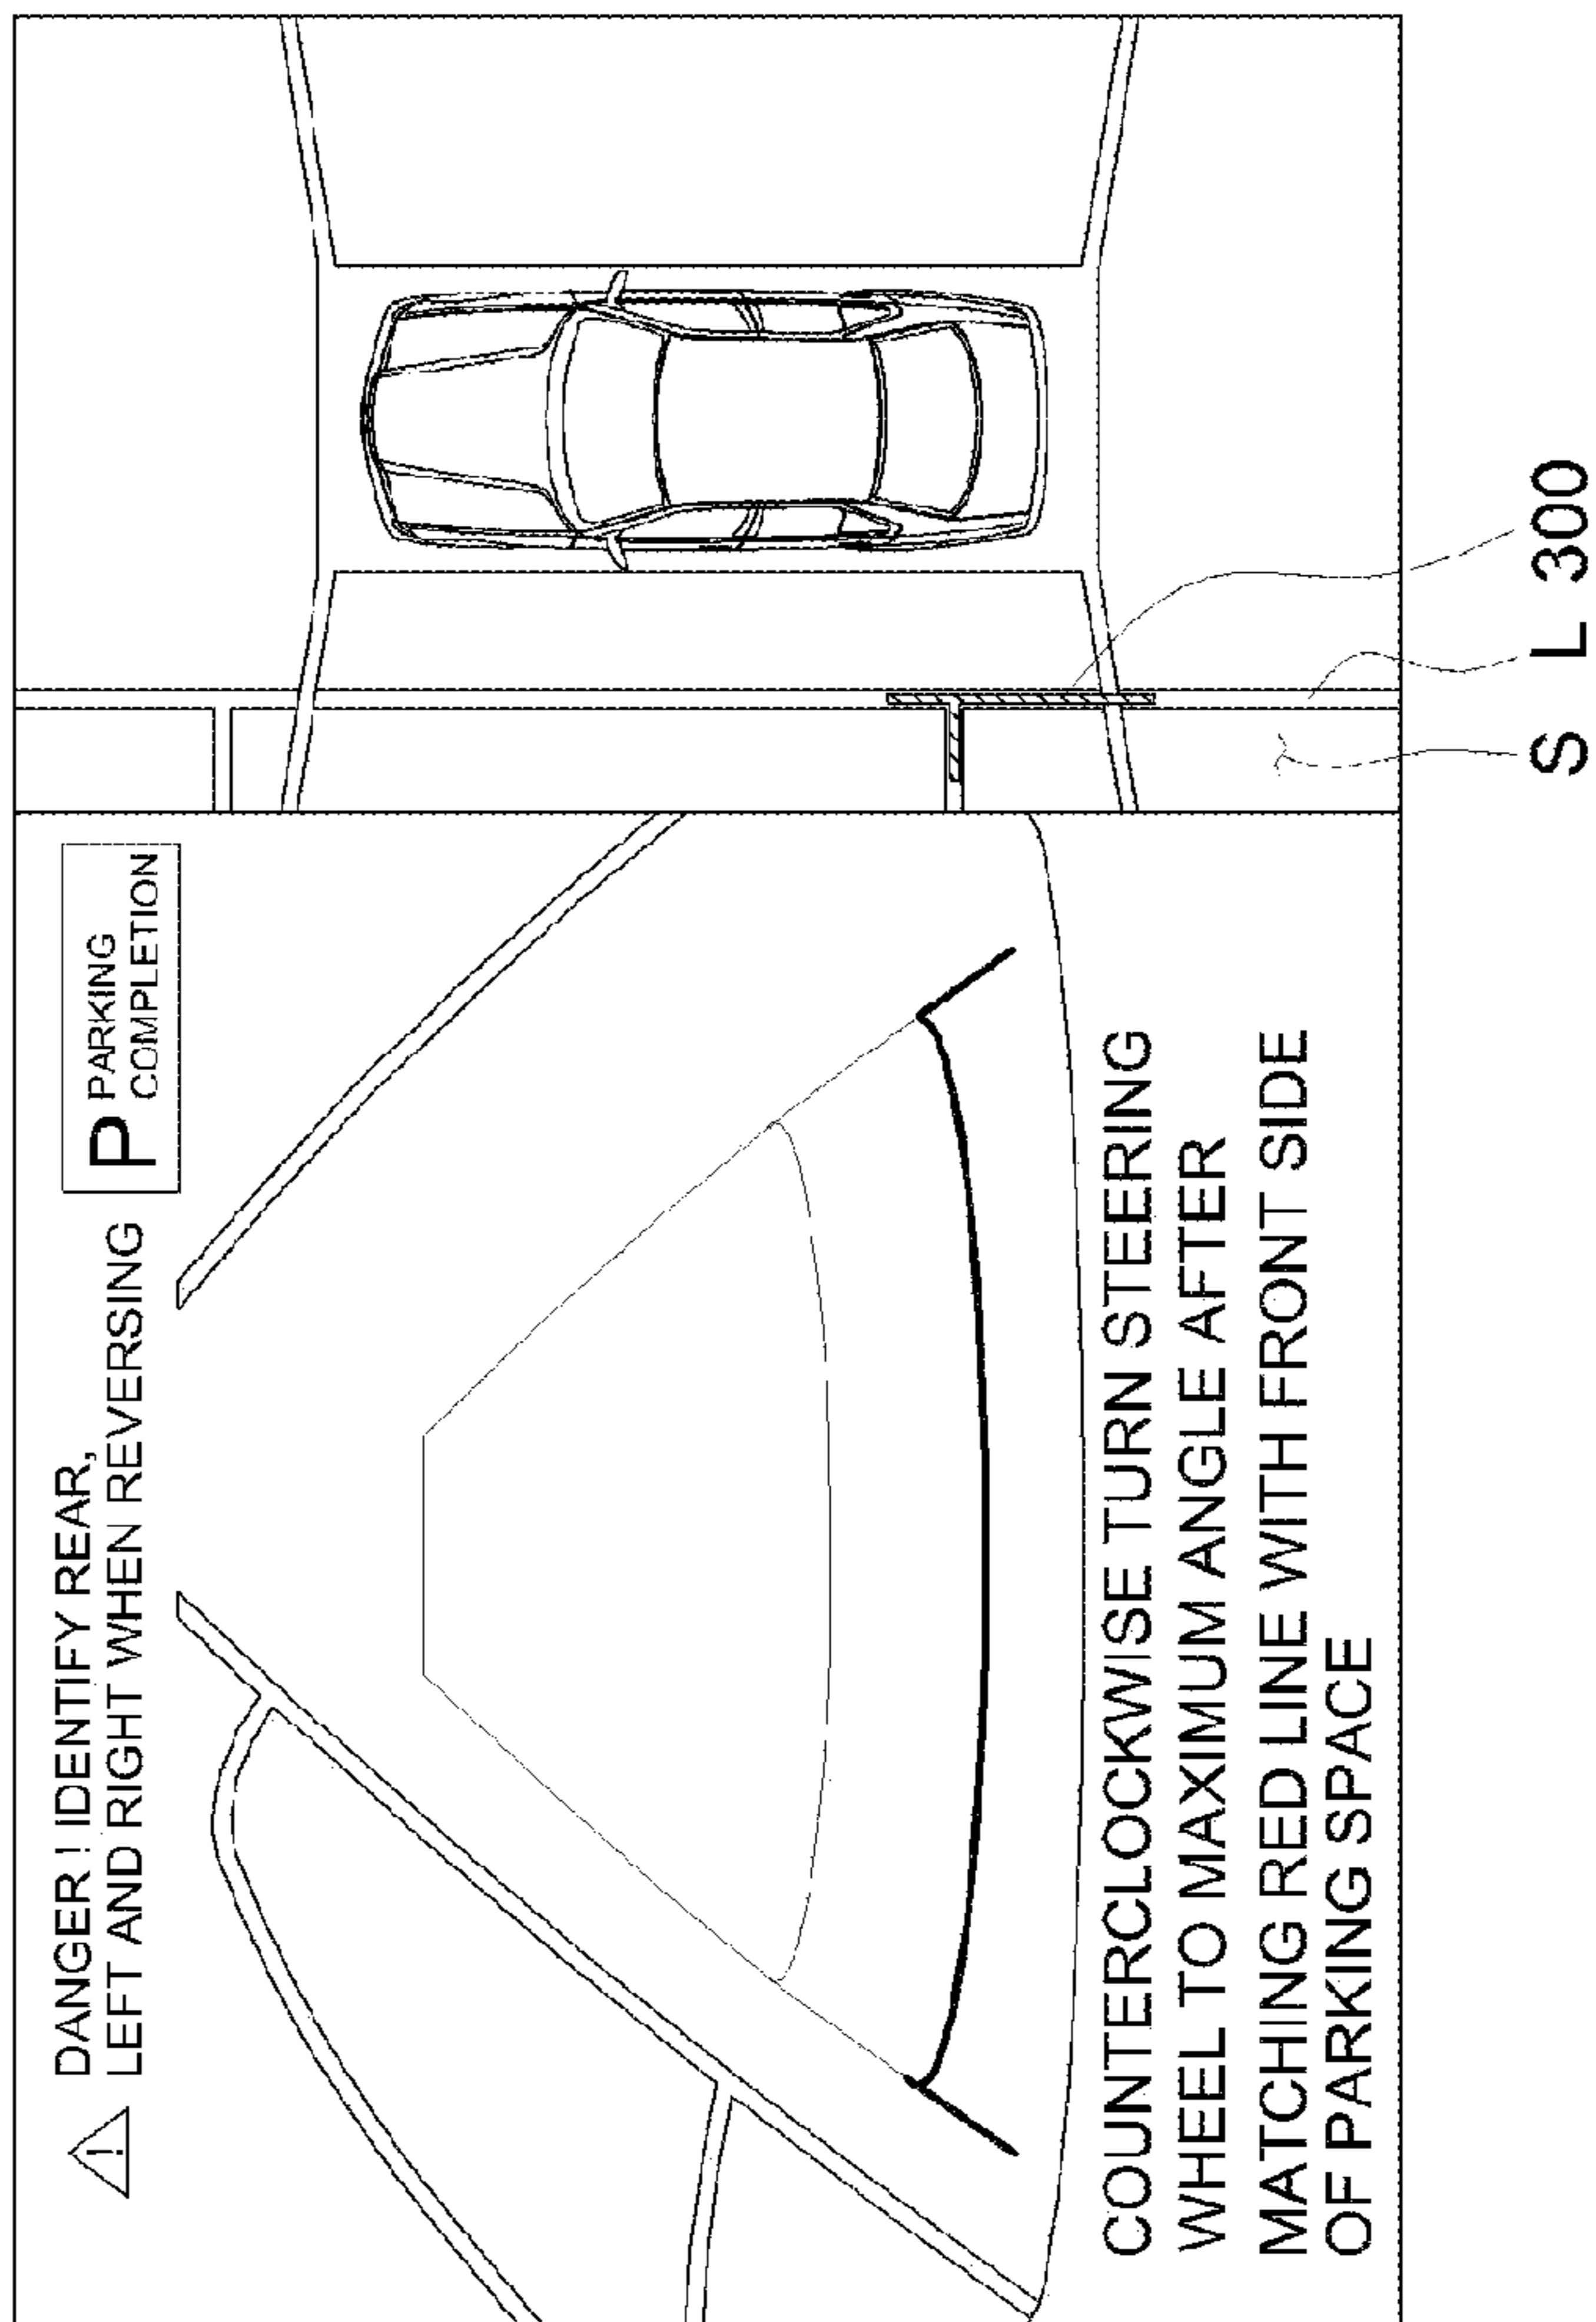 DANGER ! IDENTIFY REAR,
LEFT AND RIGHT WHEN REVERSING
P PARKING
COMPLETION
COUNTERCLOCKWISE TURN STEERING
WHEEL TO MAXIMUM ANGLE AFTER
MATCHING RED LINE WITH FRONT SIDE
OF PARKING SPACE
S L 300